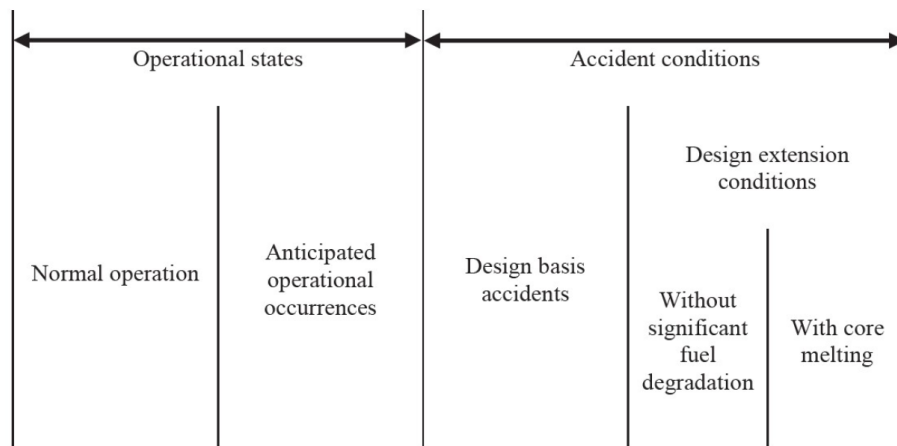 Operational states
Accident conditions
Normal operation
Anticipated
operational
occurrences
Design basis
accidents
Design extension
conditions
Without
significant
fuel
degradation
With core
melting